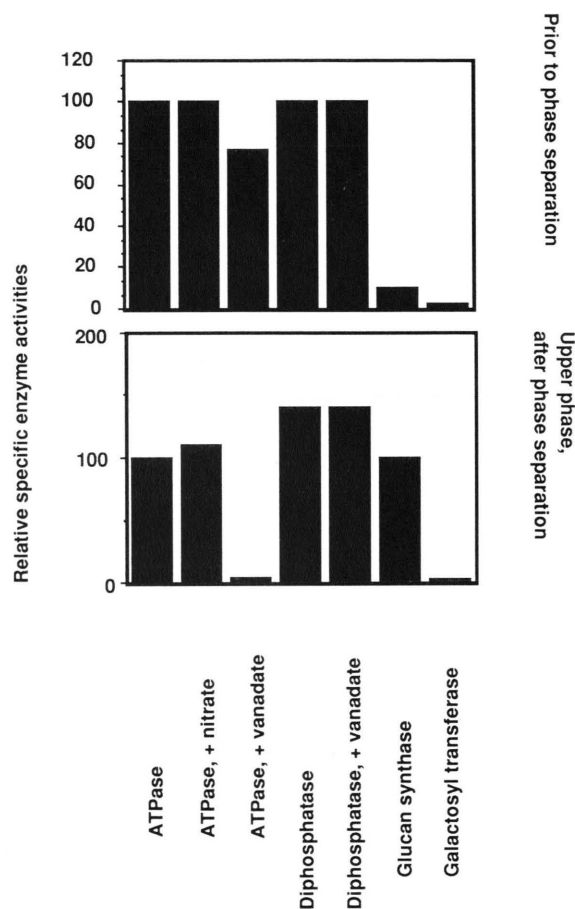 Prior to phase separation
120
100
80
60
40
20
0
Upper phase,
after phase separation
200
100
0
Relative specific enzyme activities
ATPase
ATPase, + nitrate
ATPase, + vanadate
Diphosphatase
Diphosphatase, + vanadate
Glucan synthase
Galactosyl transferase